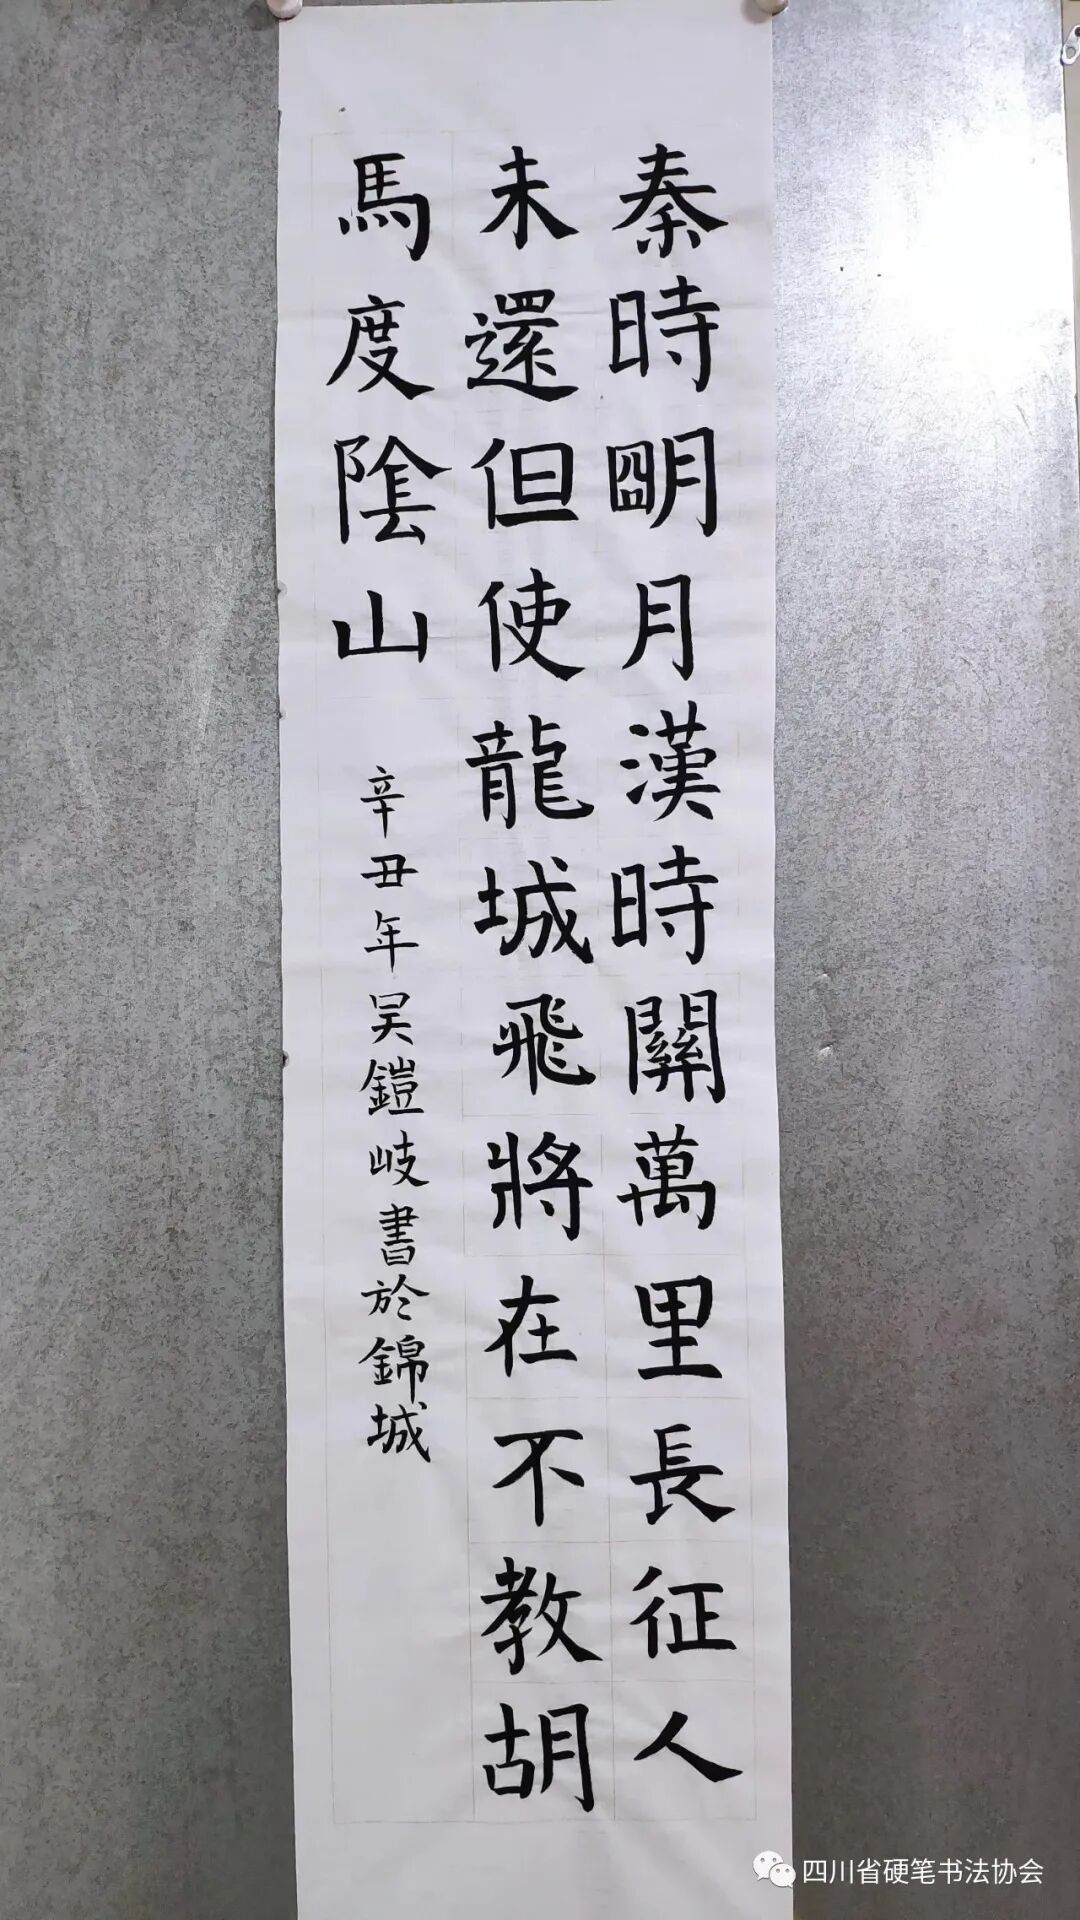 秦時朙月漢時關萬里長征人
未還但使龍城飛將在不教胡
馬度陰山
辛丑年吴鎧岐書於錦城
四川省硬笔书法协会